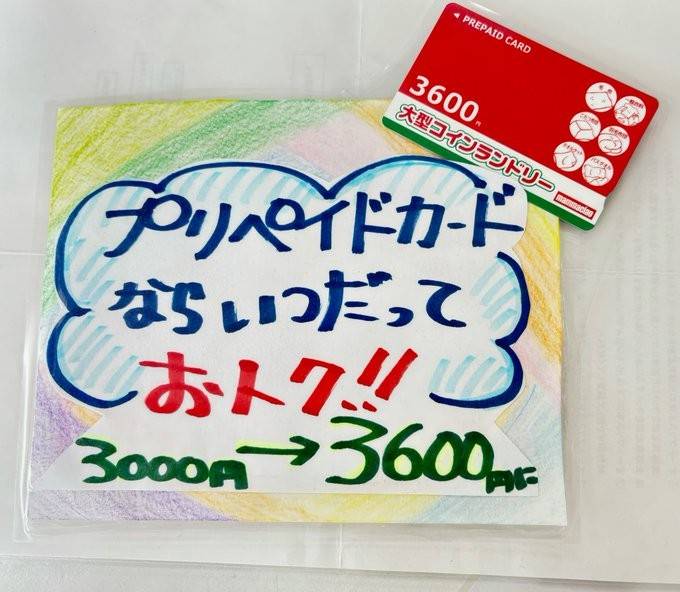 ◀ PREPAID CARD
3600円
大型コインランドリー
mammaciao
プリペイドカード
ならいつだって
おトク!!
3000円→3600円に